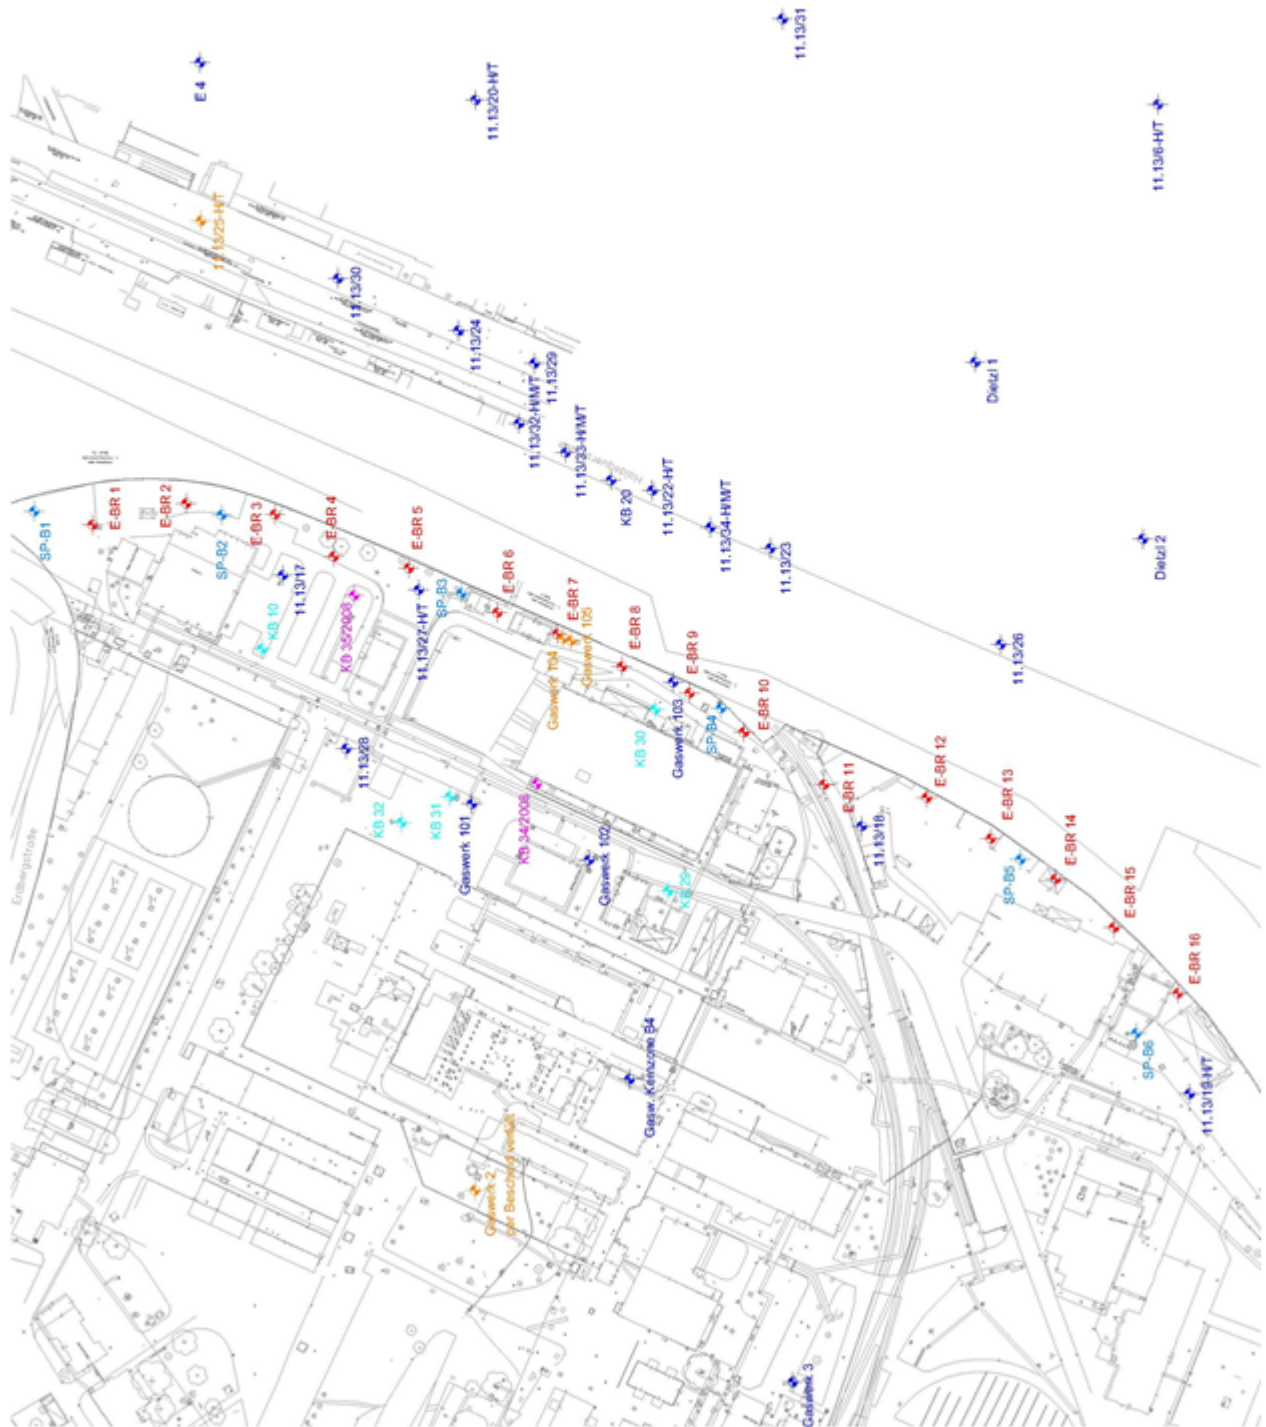 11.13/31
E 4
11.13/20-H/T
11.13/6-H/T
11.13/25-H/T
11.13/30
11.13/24
11.13/29
11.13/32-H/M/T
11.13/33-H/M/T
KB 20
11.13/22-H/T
11.13/34-H/M/T
11.13/23
Dietzl 1
Dietzl 2
11.13/26
SP-B1
E-BR 1
E-BR 2
SP-B2
E-BR 3
E-BR 4
E-BR 5
SP-B3
E-BR 6
E-BR 7
E-BR 8
E-BR 9
E-BR 10
KB 10
11.13/17
KB 35/2008
11.13/27-H/T
Gaswerk 104
Gaswerk 105
KB 30
Gaswerk 103
SP-B4
11.13/28
KB 32
KB 31
Gaswerk 101
KB 34/2008
Gaswerk 102
KB 29
E-BR 11
11.13/18
E-BR 12
E-BR 13
SP-B5
E-BR 14
E-BR 15
E-BR 16
SP-B6
11.13/19-H/T
Erdbergstraße
Gasw. Kernzone B4
Gaswerk 2
Gaswerk 3